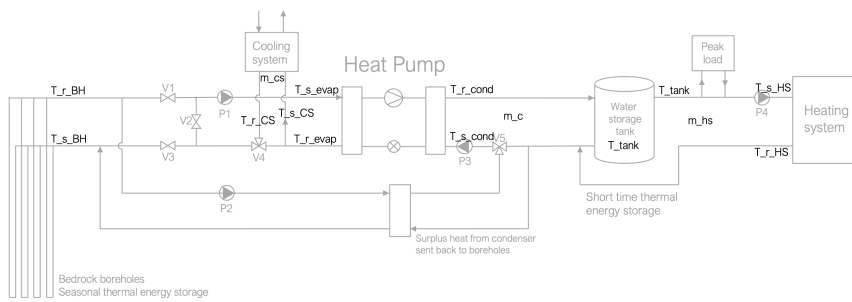 Cooling
system
Peak
load
Heat Pump
m_cs
T_r_BH
V1
P1
T_s_evap
T_r_cond
T_tank
T_s_HS
P4
V2
T_r_CS
T_s_CS
m_c
Water
storage
tank
T_tank
m_hs
Heating
system
T_s_BH
V3
V4
T_r_evap
T_s_cond
P3
V5
T_r_HS
P2
Short time thermal
energy storage
Surplus heat from condenser
sent back to boreholes
Bedrock boreholes
Seasonal thermal energy storage